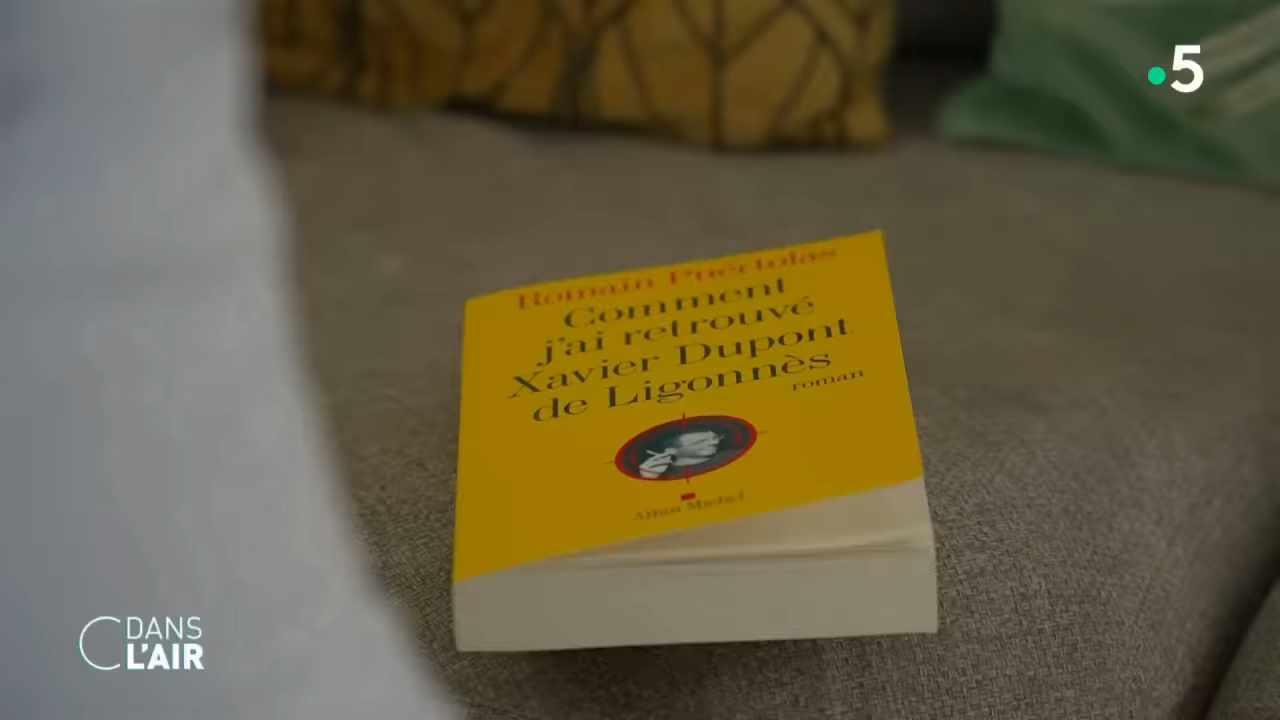 5
Romain Puértolas
Comment
j'ai retrouvé
Xavier Dupont
de Ligonnès
roman
Albin Michel
C DANS
L'AIR